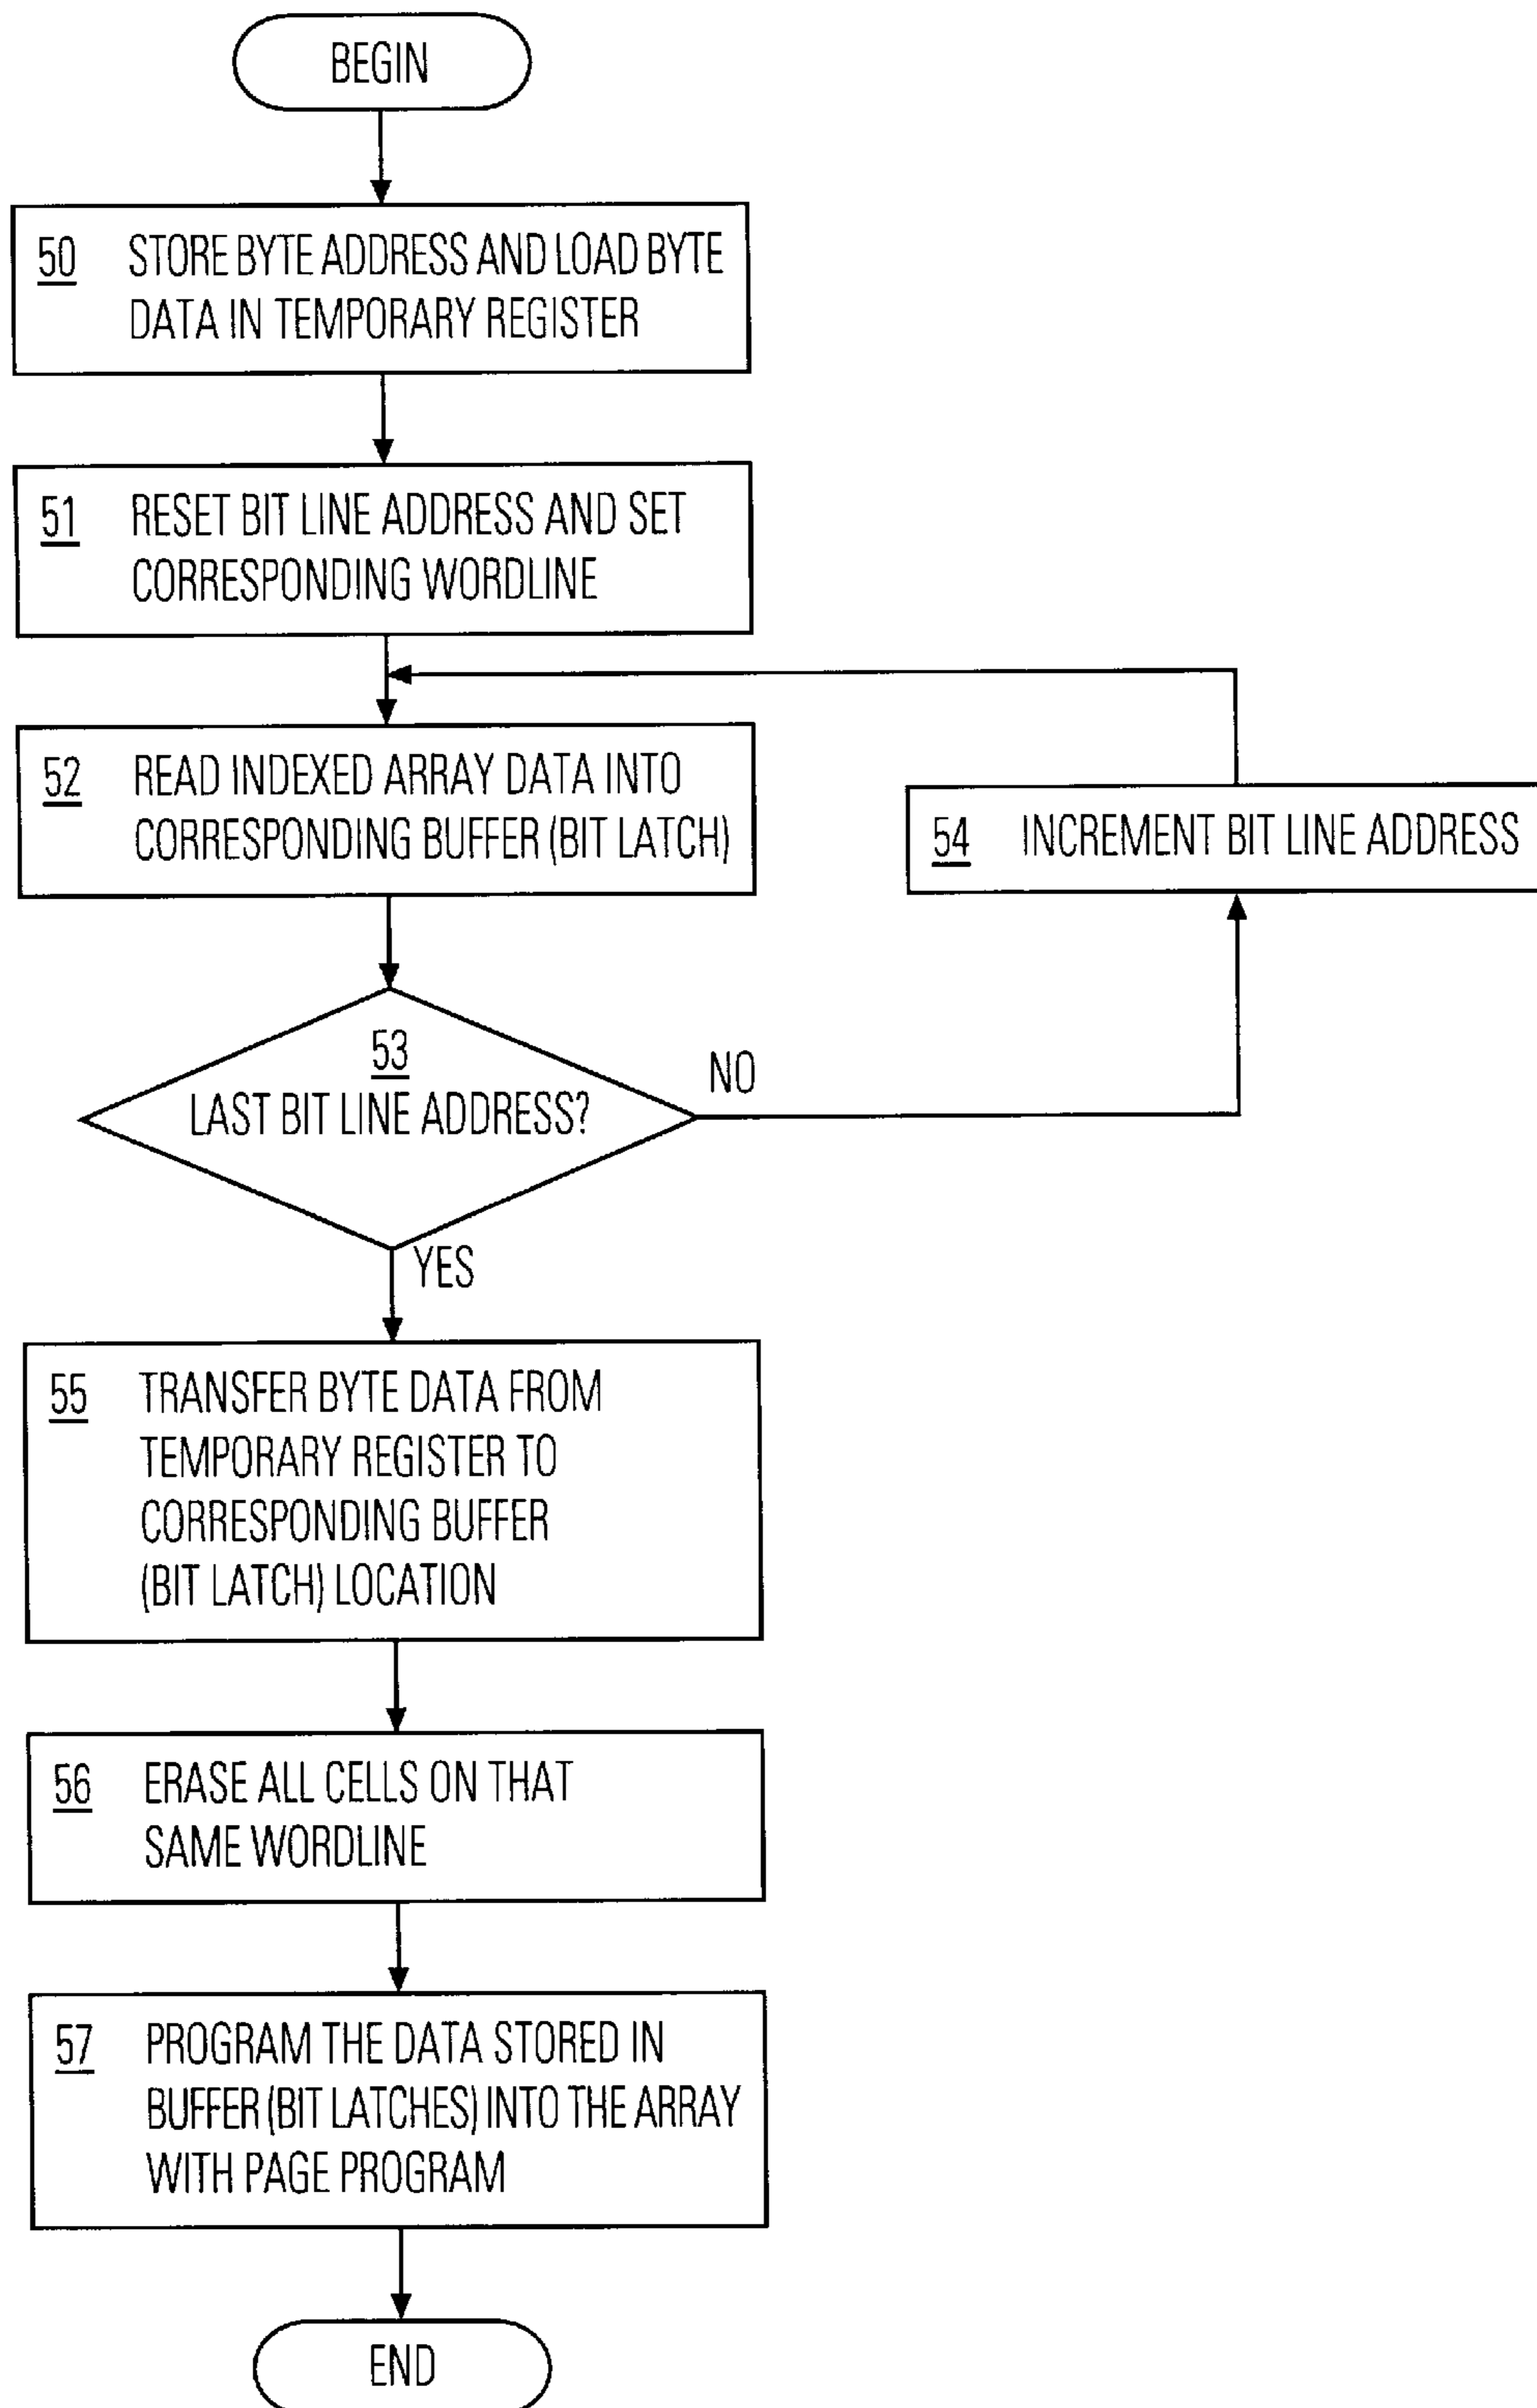 BEGIN
50 STORE BYTE ADDRESS AND LOAD BYTE
DATA IN TEMPORARY REGISTER
51 RESET BIT LINE ADDRESS AND SET
CORRESPONDING WORDLINE
52 READ INDEXED ARRAY DATA INTO
CORRESPONDING BUFFER (BIT LATCH)
54 INCREMENT BIT LINE ADDRESS
53
LAST BIT LINE ADDRESS?
NO
YES
55 TRANSFER BYTE DATA FROM
TEMPORARY REGISTER TO
CORRESPONDING BUFFER
(BIT LATCH) LOCATION
56 ERASE ALL CELLS ON THAT
SAME WORDLINE
57 PROGRAM THE DATA STORED IN
BUFFER (BIT LATCHES) INTO THE ARRAY
WITH PAGE PROGRAM
END